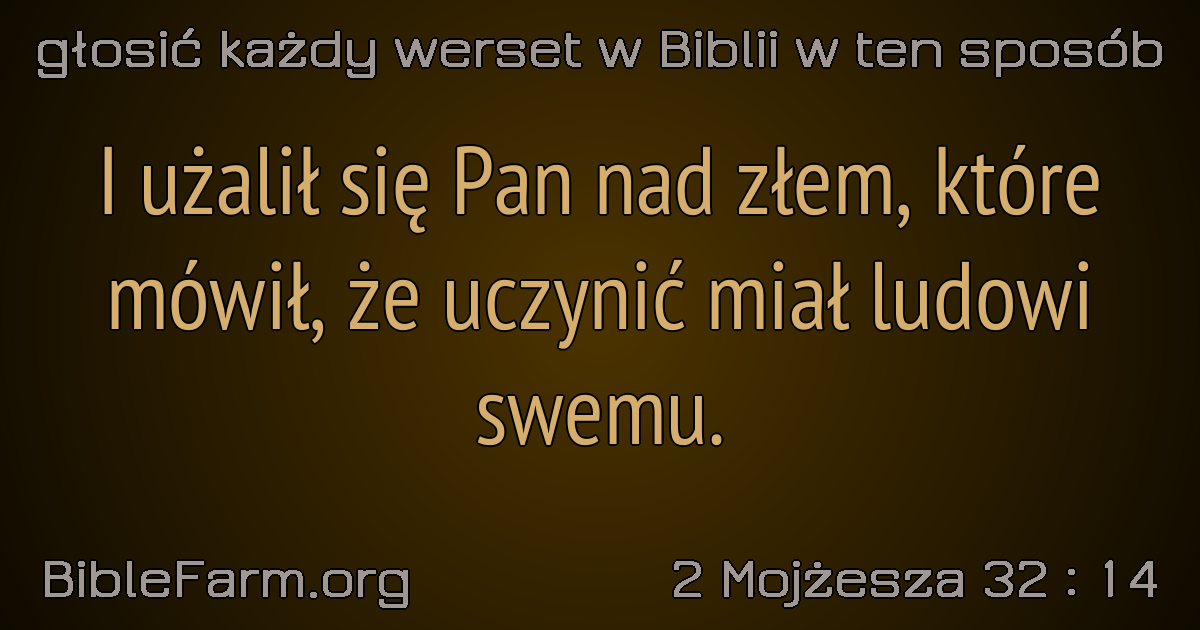 głosić każdy werset w Biblii w ten sposób
I użalił się Pan nad złem, które
mówił, że uczynić miał ludowi
swemu.
BibleFarm.org
2 Mojżesza 32 : 14